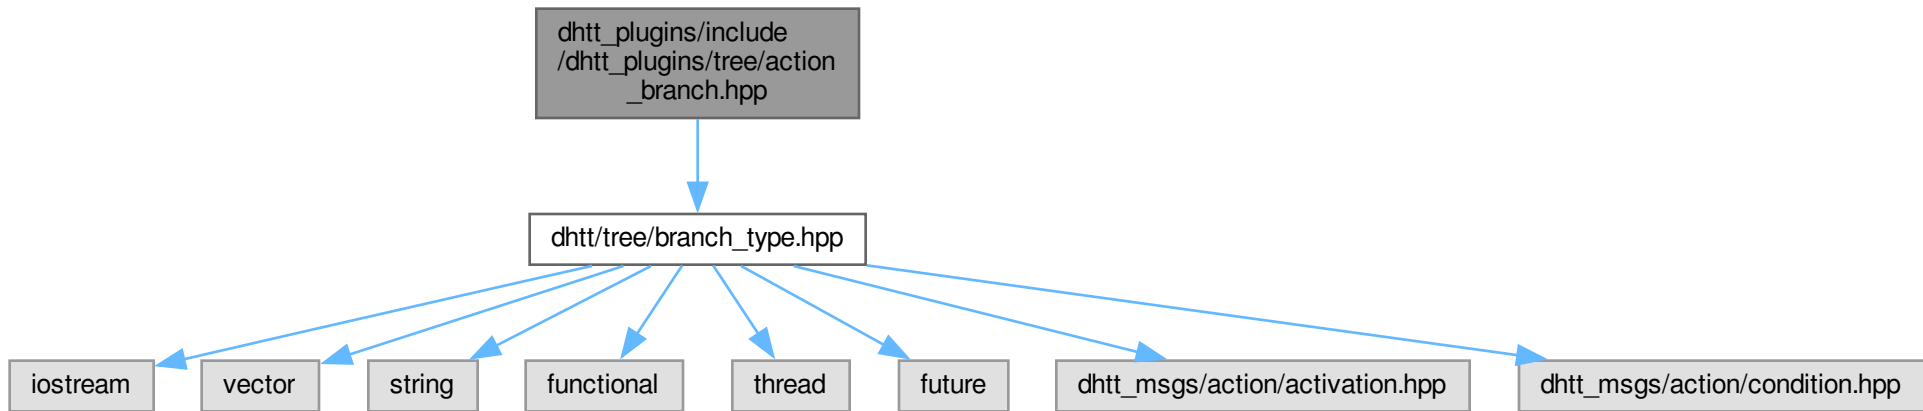 dhtt_plugins/include
/dhtt_plugins/tree/action
_branch.hpp
dhtt/tree/branch_type.hpp
iostream
vector
string
functional
thread
future
dhtt_msgs/action/activation.hpp
dhtt_msgs/action/condition.hpp